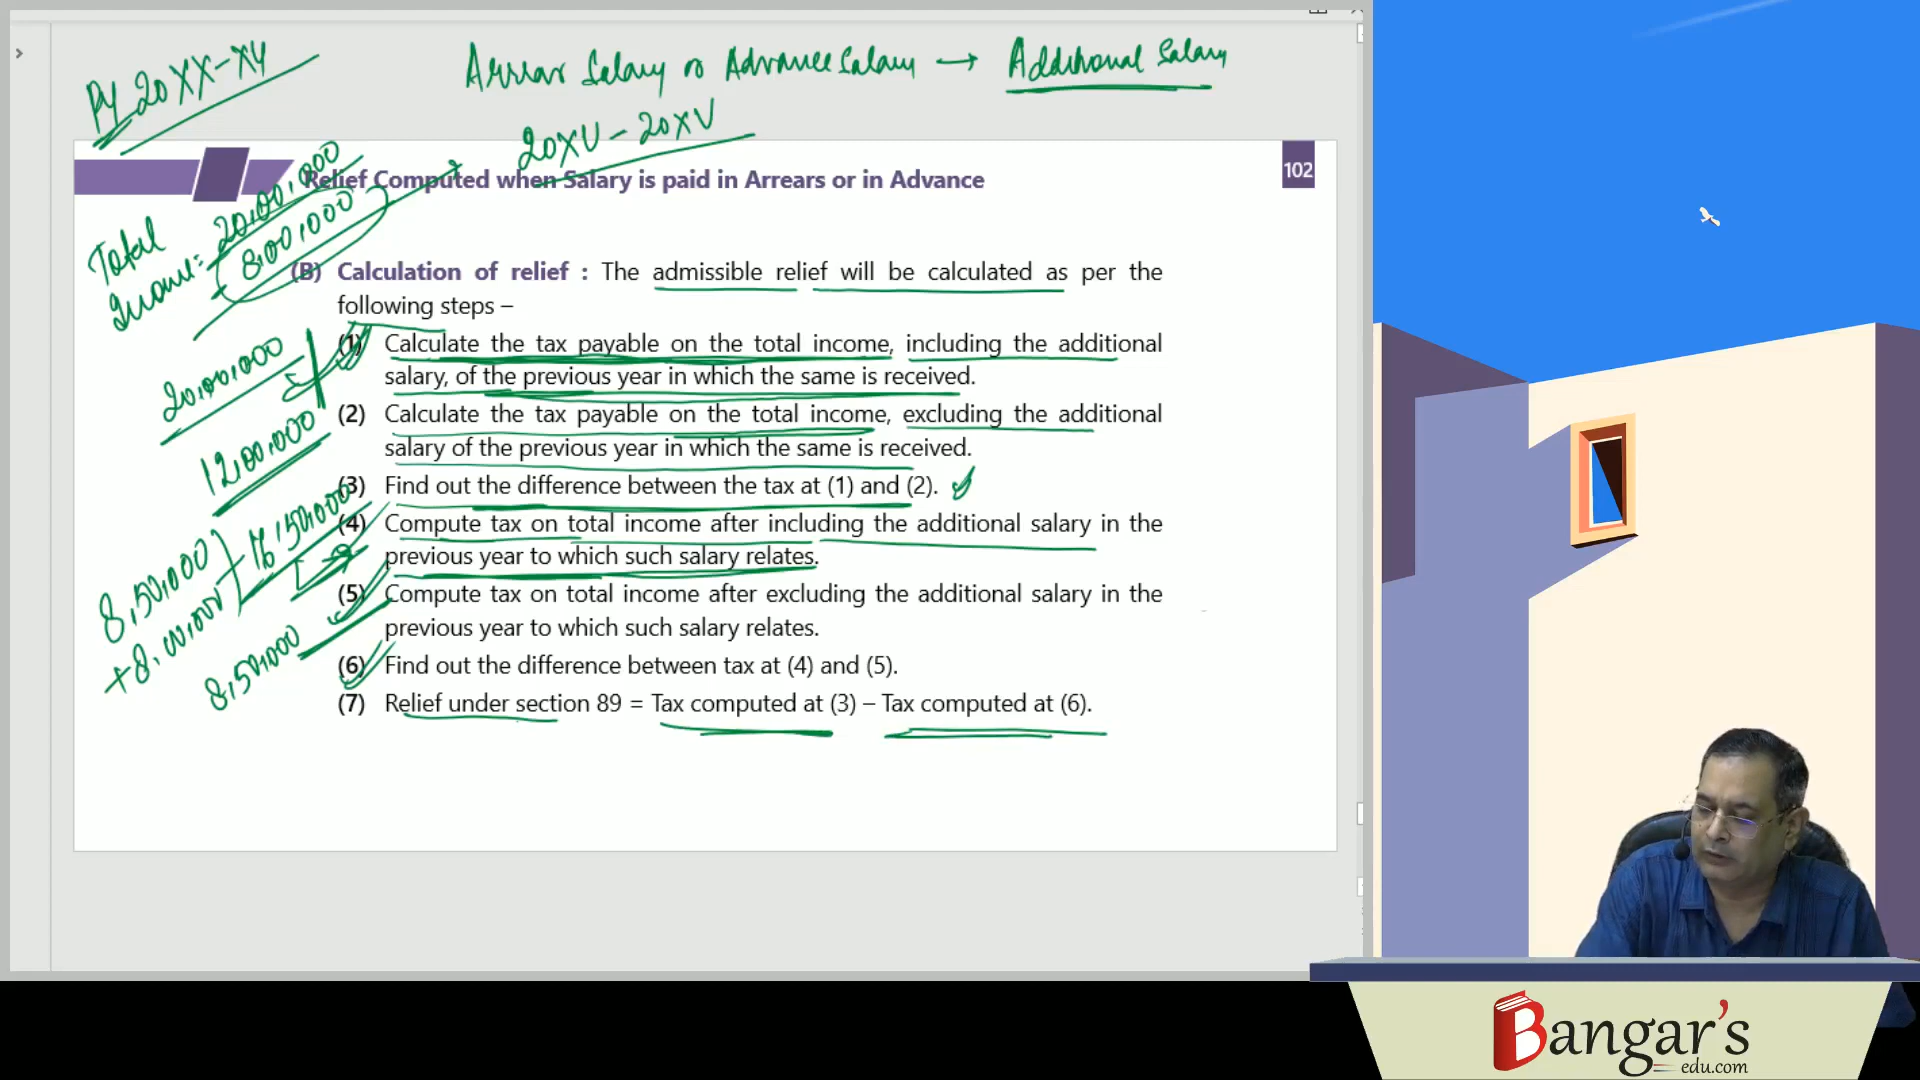 PY 20XX-XY
Arrear Salary or Advance Salary → Additional Salary
20XU - 20XV
Relief Computed when Salary is paid in Arrears or in Advance
102
Total Income: 20,00,000
8,00,000
(B) Calculation of relief : The admissible relief will be calculated as per the
following steps –
(1) Calculate the tax payable on the total income, including the additional
salary, of the previous year in which the same is received.
20,00,000
(2) Calculate the tax payable on the total income, excluding the additional
salary of the previous year in which the same is received.
12,00,000
(3) Find out the difference between the tax at (1) and (2).
(4) Compute tax on total income after including the additional salary in the
previous year to which such salary relates.
8,50,000
+8,00,000
16,50,000
(5) Compute tax on total income after excluding the additional salary in the
previous year to which such salary relates.
8,50,000
(6) Find out the difference between tax at (4) and (5).
(7) Relief under section 89 = Tax computed at (3) – Tax computed at (6).
Bangar's
edu.com